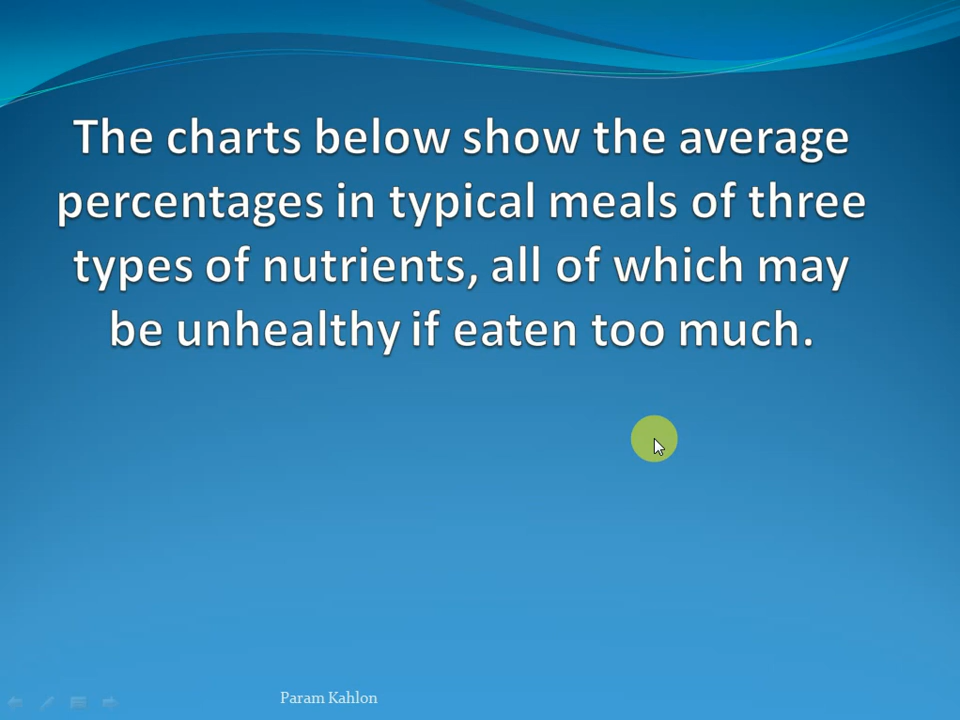 The charts below show the average
percentages in typical meals of three
types of nutrients, all of which may
be unhealthy if eaten too much.
Param Kahlon